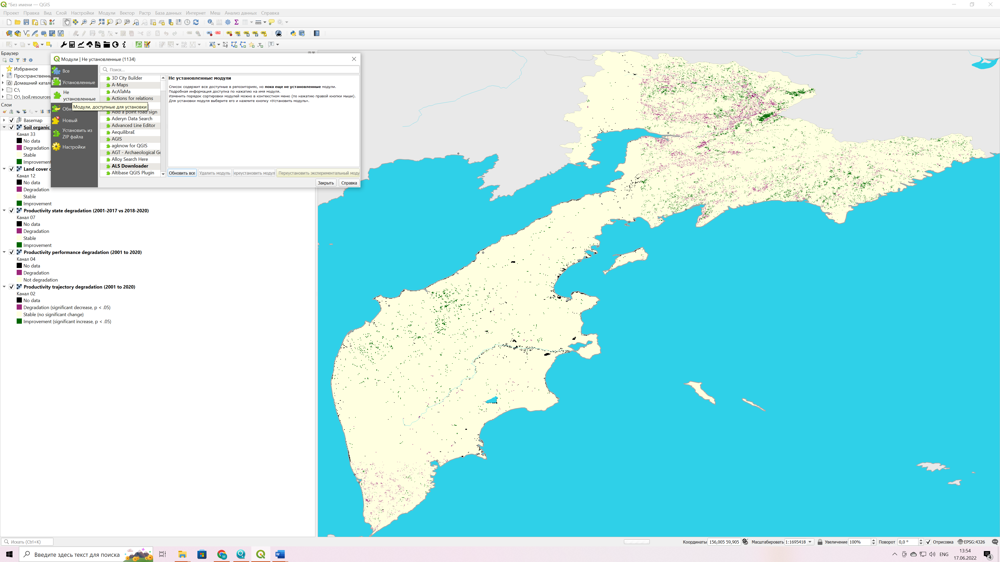 *Без имени — QGIS
Проект Правка Вид Слой Настройки Модули Вектор Растр База данных Интернет Меш Анализ данных Справка
Браузер
Избранное
Пространственн
Домашний катало
C:\
O:\ (soil.resources
Слои
Basemap
Soil organic
Канал 33
No data
Degradation
Stable
Improvement
Land cover d
Канал 12
No data
Degradation
Stable
Improvement
Productivity state degradation (2001-2017 vs 2018-2020)
Канал 07
No data
Degradation
Stable
Improvement
Productivity performance degradation (2001 to 2020)
Канал 04
No data
Degradation
Not degradation
Productivity trajectory degradation (2001 to 2020)
Канал 02
No data
Degradation (significant decrease, p < .05)
Stable (no significant change)
Improvement (significant increase, p < .05)
Модули | Не установленные (1134)
Все
Установленные
Не
установленные
Обн
Новый
Установить из
ZIP файла
Настройки
Модули, доступные для установки
Поиск...
3D City Builder
A-Maps
AcATaMa
Actions for relations
Add a point road sign
Aderyn Data Search
Advanced Line Editor
AequilibraE
AGIS
agknow for QGIS
AGT - Archaeological Ge
Alloy Search Here
ALS Downloader
Altibase QGIS Plugin
Не установленные модули
Список содержит все доступные в репозиториях, но пока еще не установленные модули.
Подробная информация доступна по нажатию на имя модуля.
Изменить порядок сортировки модулей можно в контекстном меню (по нажатию правой кнопки мыши).
Для установки модуля выберите его и нажмите кнопку «Установить модуль».
Обновить все Удалить модуль ереустановить модул Переустановить экспериментальный моду
Закрыть Справка
Искать (Ctrl+K) Координаты 156,005 59,905 Масштабировать 1:1695418 Увеличение 100% Поворот 0,0 ° Отрисовка EPSG:4326
Введите здесь текст для поиска
ENG
13:54
17.06.2022
4